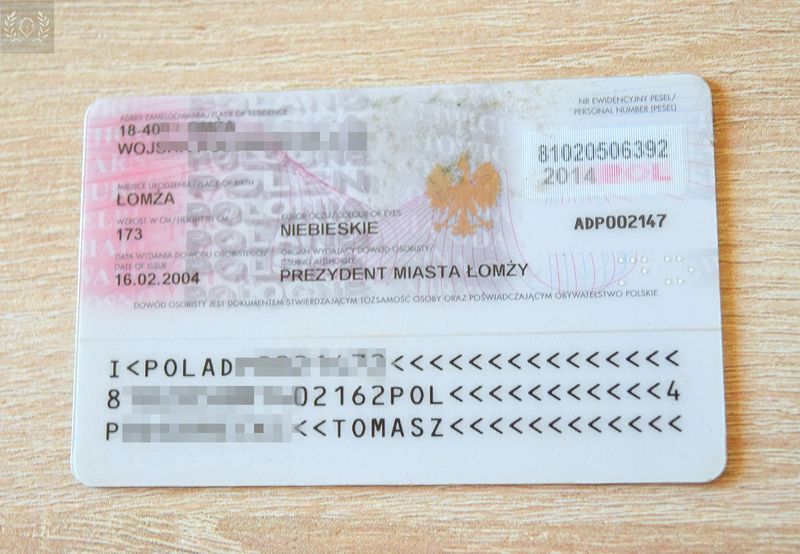 ADRES ZAMELDOWANIA/PLACE OF RESIDENCE
18-40
NR EWIDENCYJNY PESEL/
PERSONAL NUMBER (PESEL)
81020506392
2014 POL
MIEJSCE URODZENIA/PLACE OF BIRTH
ŁOMŻA
WZROST W CM/HEIGHT IN CM
173
KOLOR OCZU/COLOUR OF EYES
NIEBIESKIE
ADP002147
DATA WYDANIA DOWODU OSOBISTEGO/
DATE OF ISSUE
16.02.2004
ORGAN WYDAJĄCY DOWÓD OSOBISTY/
ISSUING AUTHORITY
PREZYDENT MIASTA ŁOMŻY
DOWÓD OSOBISTY JEST DOKUMENTEM STWIERDZAJĄCYM TOŻSAMOŚĆ OSOBY ORAZ POŚWIADCZAJĄCYM OBYWATELSTWO POLSKIE.
I<POLAD <<<<<<<<<<<<<<<
8 02162POL<<<<<<<<<<<4
P <<TOMASZ<<<<<<<<<<<<